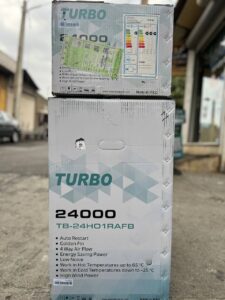 TURBO
24000
TURBO
24000
TB-24H01RAFB
Auto Restart
Golden Fin
4 Way Air Flow
Energy Saving Power
Low Noise
Work in Hot Temperatures up to 65°C
Work in Cold Temperatures down to -25°C
High Wind Power